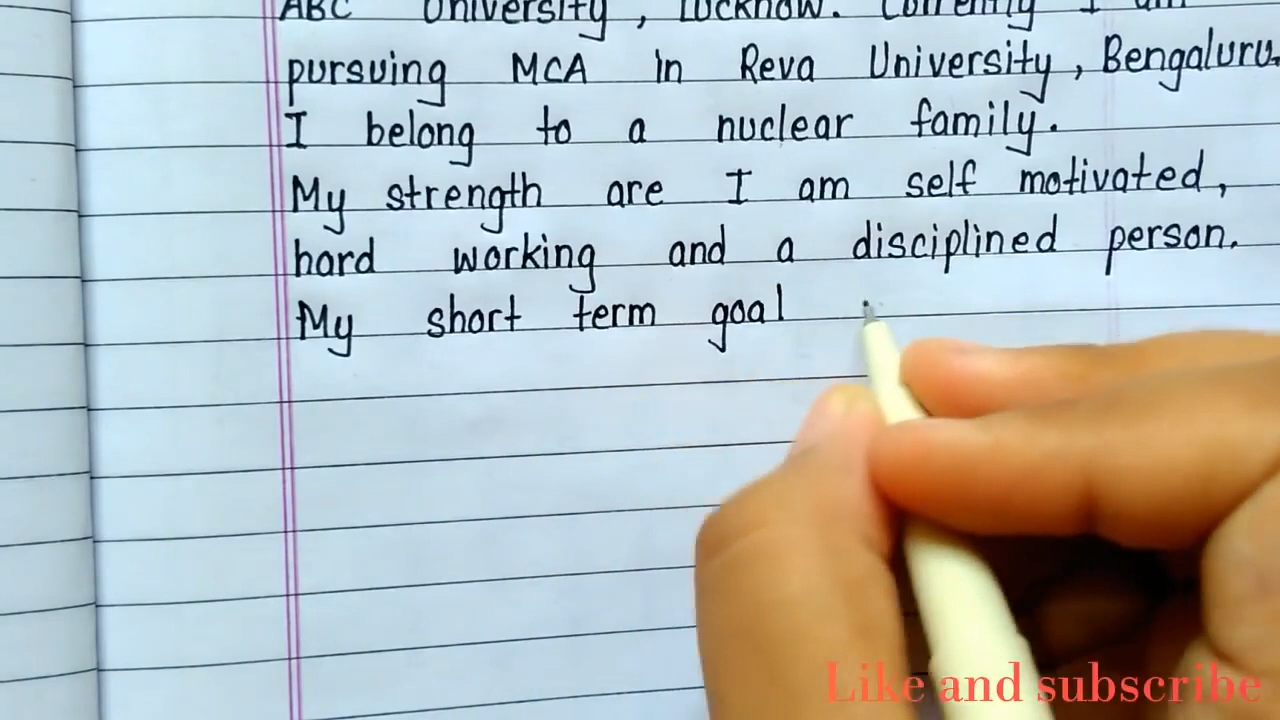 ABC University, Lucknow. Currently I am
pursuing MCA in Reva University, Bengaluru.
I belong to a nuclear family.
My strength are I am self motivated,
hard working and a disciplined person.
My short term goal
Like and subscribe